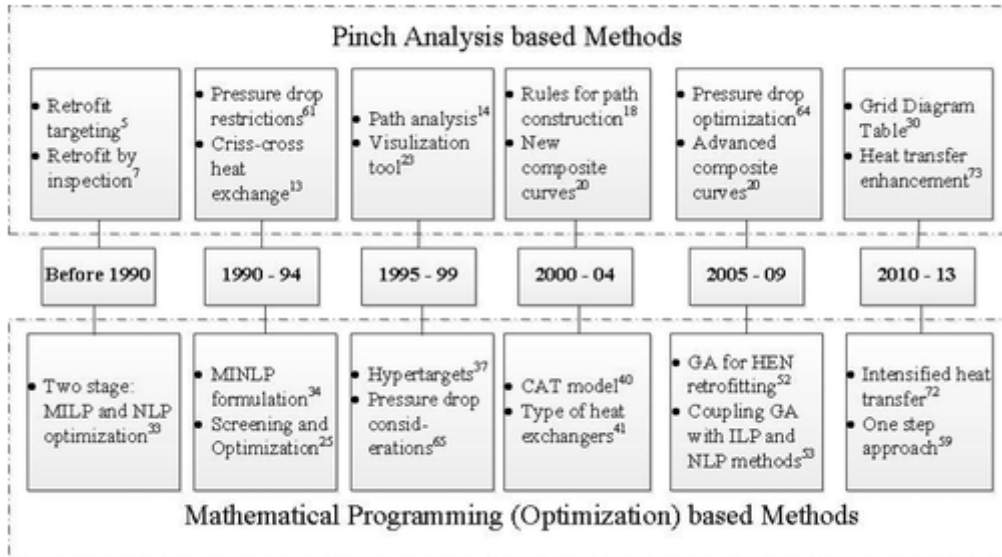 Pinch Analysis based Methods
• Retrofit
targeting5
• Retrofit by
inspection7
• Pressure drop
restrictions61
• Criss-cross
heat
exchange13
• Path analysis14
• Visulization
tool23
• Rules for path
construction18
• New
composite
curves20
• Pressure drop
optimization64
• Advanced
composite
curves20
• Grid Diagram
Table30
• Heat transfer
enhancement73
Before 1990
1990 - 94
1995 - 99
2000 - 04
2005 - 09
2010 - 13
• Two stage:
MILP and NLP
optimization33
• MINLP
formulation34
• Screening and
Optimization25
• Hypertargets37
• Pressure drop
consid-
erations65
• CAT model40
• Type of heat
exchangers41
• GA for HEN
retrofitting52
• Coupling GA
with ILP and
NLP methods53
• Intensified heat
transfer72
• One step
approach59
Mathematical Programming (Optimization) based Methods